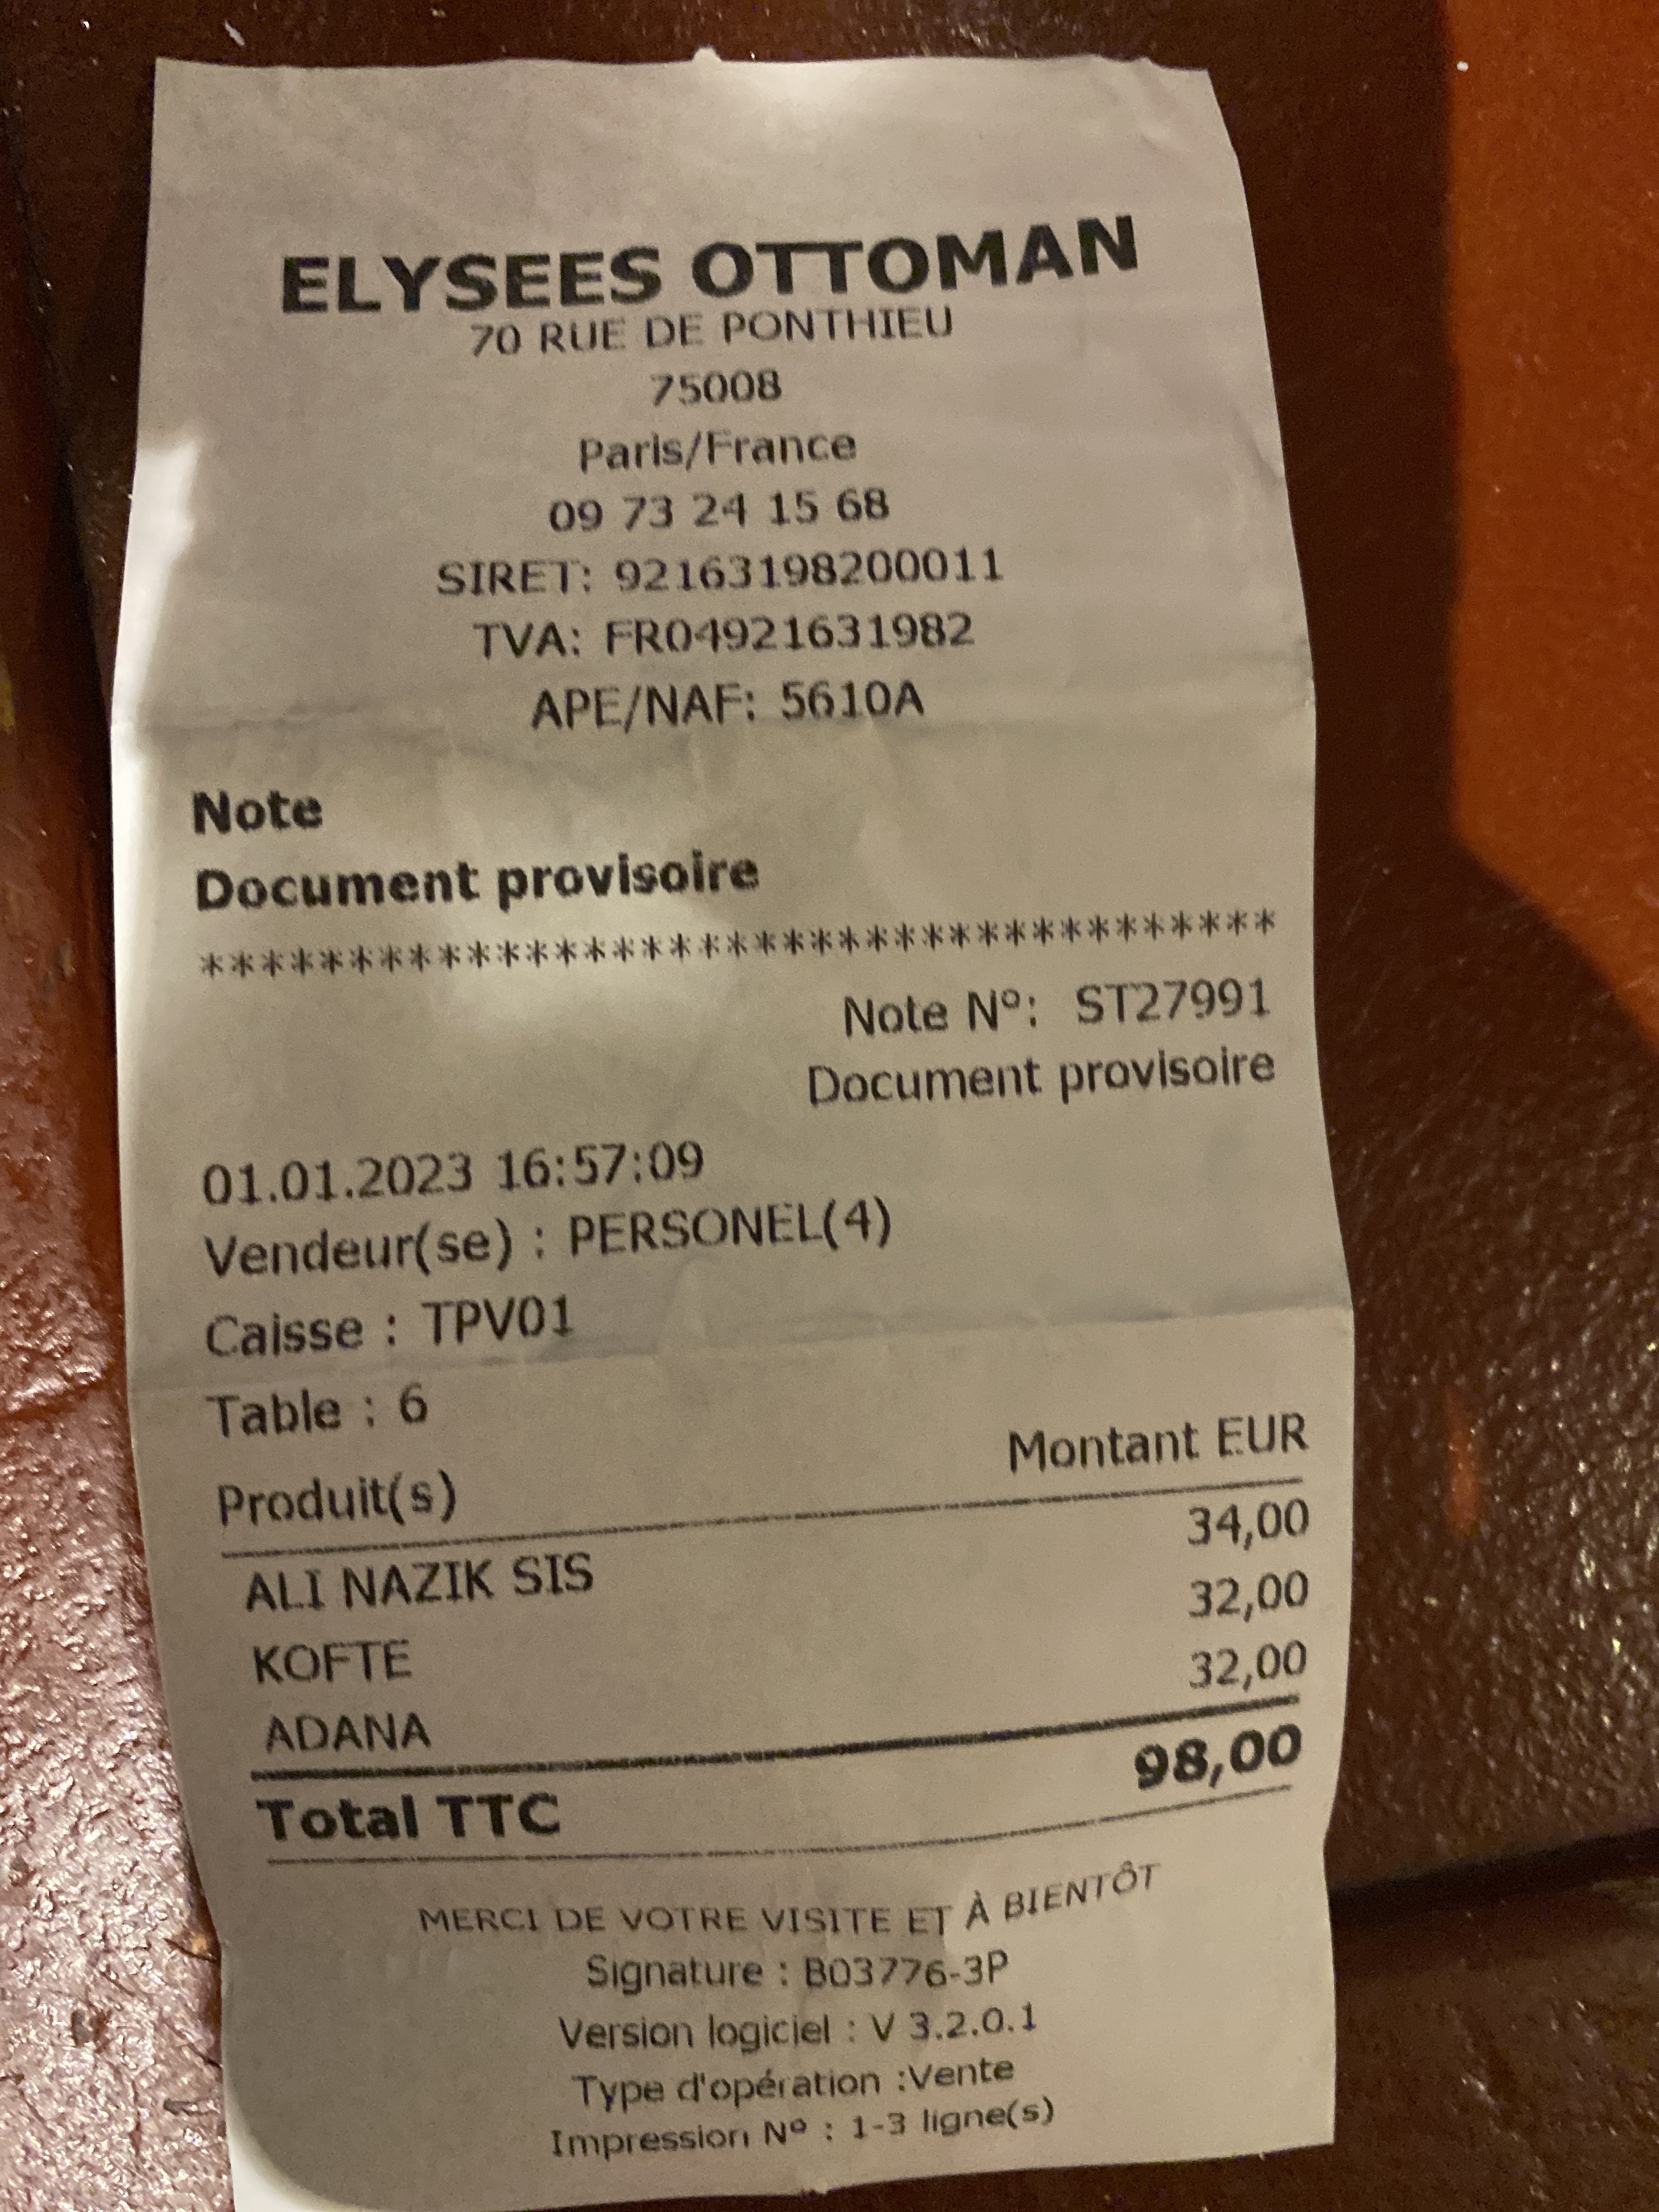 ELYSEES OTTOMAN
70 RUE DE PONTHIEU
75008
Paris/France
09 73 24 15 68
SIRET: 92163198200011
TVA: FR04921631982
APE/NAF: 5610A
Note
Document provisoire
*************************************
Note N°: ST27991
Document provisoire
01.01.2023 16:57:09
Vendeur(se) : PERSONEL(4)
Caisse : TPV01
Table : 6
Produit(s) Montant EUR
ALI NAZIK SIS 34,00
KOFTE 32,00
ADANA 32,00
Total TTC 98,00
MERCI DE VOTRE VISITE ET À BIENTÔT
Signature : B03776-3P
Version logiciel : V 3.2.0.1
Type d'opération :Vente
Impression N° : 1-3 ligne(s)